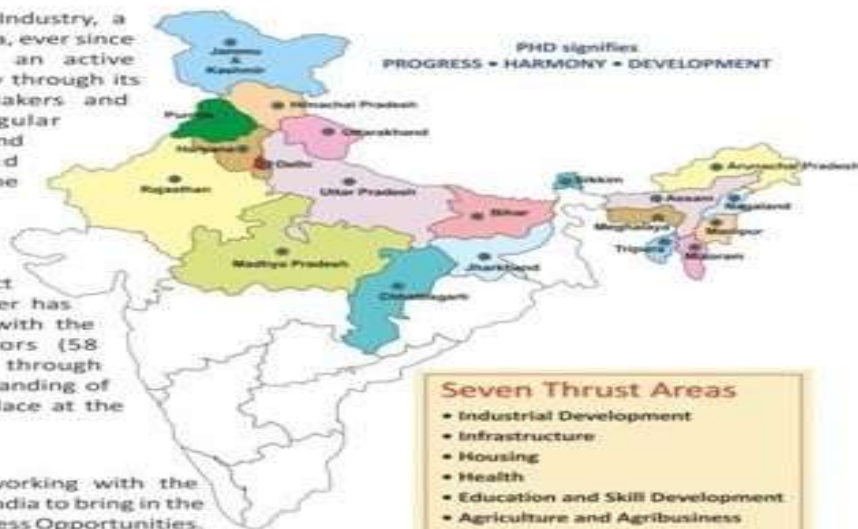 Industry, a
a, ever since
an active
y through its
akers and
gular
nd
d
e
ct
er has
with the
ors (58
through
anding of
lace at the
working with the
ndia to bring in the
ess Opportunities
PHD signifies
PROGRESS • HARMONY • DEVELOPMENT
Jammu
&
Kashmir
Himachal Pradesh
Punjab
Uttarakhand
Haryana
Delhi
Rajasthan
Uttar Pradesh
Bihar
Sikkim
Arunachal Pradesh
Assam
Nagaland
Meghalaya
Manipur
Tripura
Mizoram
Madhya Pradesh
Jharkhand
Chhattisgarh
Seven Thrust Areas
• Industrial Development
• Infrastructure
• Housing
• Health
• Education and Skill Development
• Agriculture and Agribusiness